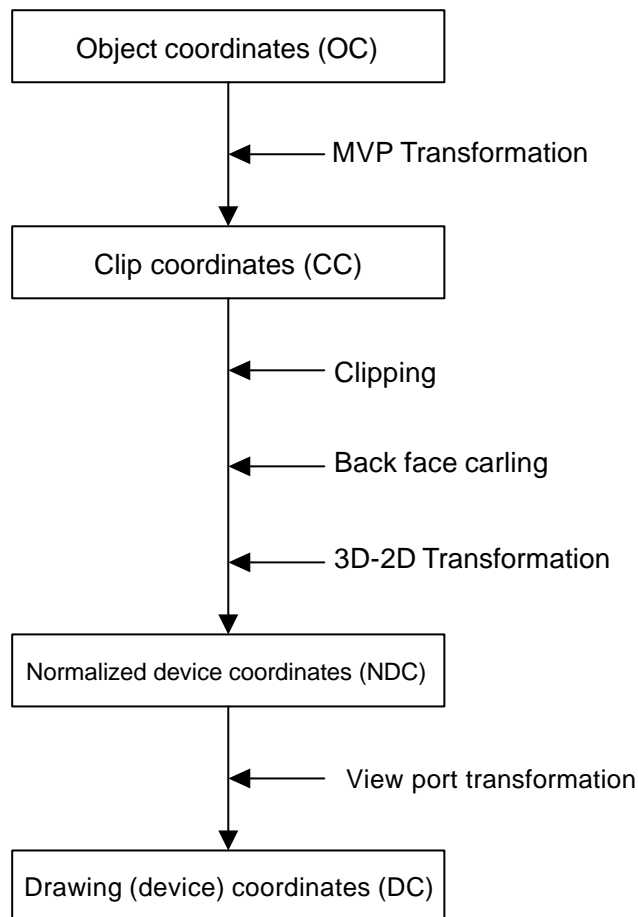 Object coordinates (OC)
MVP Transformation
Clip coordinates (CC)
Clipping
Back face carling
3D-2D Transformation
Normalized device coordinates (NDC)
View port transformation
Drawing (device) coordinates (DC)